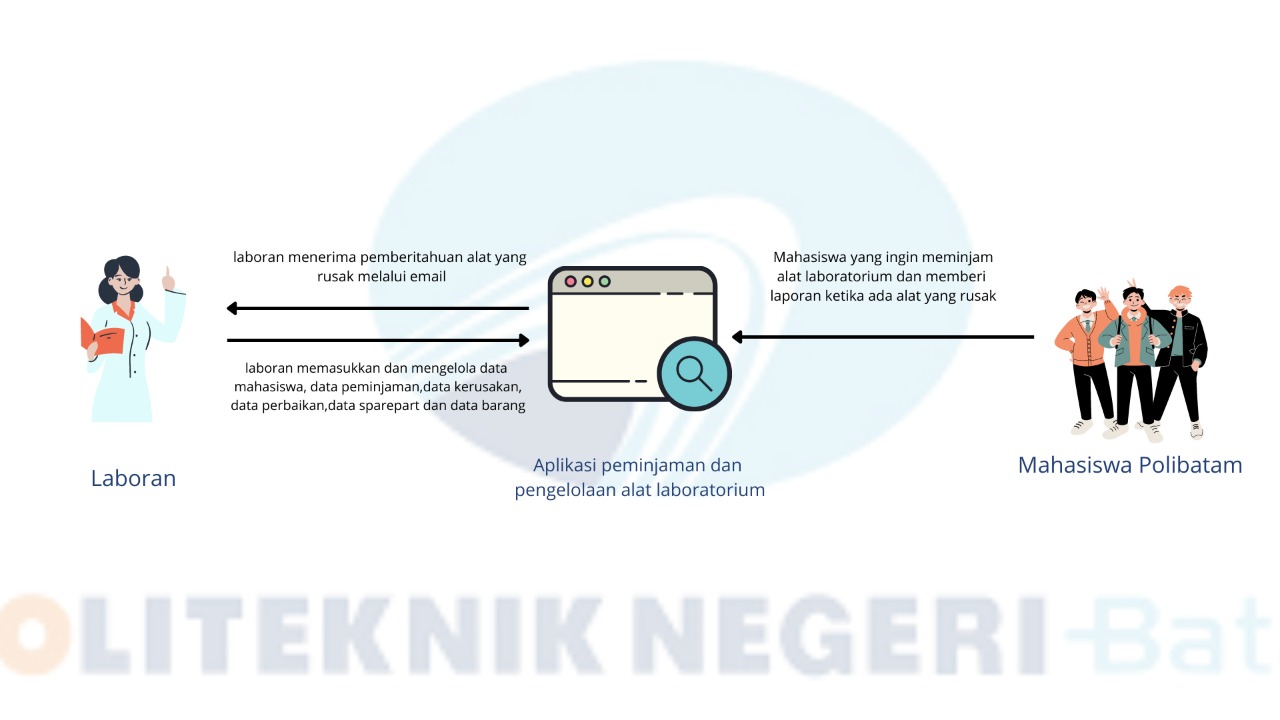 laboran menerima pemberitahuan alat yang
rusak melalui email
laboran memasukkan dan mengelola data
mahasiswa, data peminjaman,data kerusakan,
data perbaikan,data sparepart dan data barang
Laboran
Aplikasi peminjaman dan
pengelolaan alat laboratorium
Mahasiswa yang ingin meminjam
alat laboratorium dan memberi
laporan ketika ada alat yang rusak
Mahasiswa Polibatam
OLITEKNIK NEGERI Bat